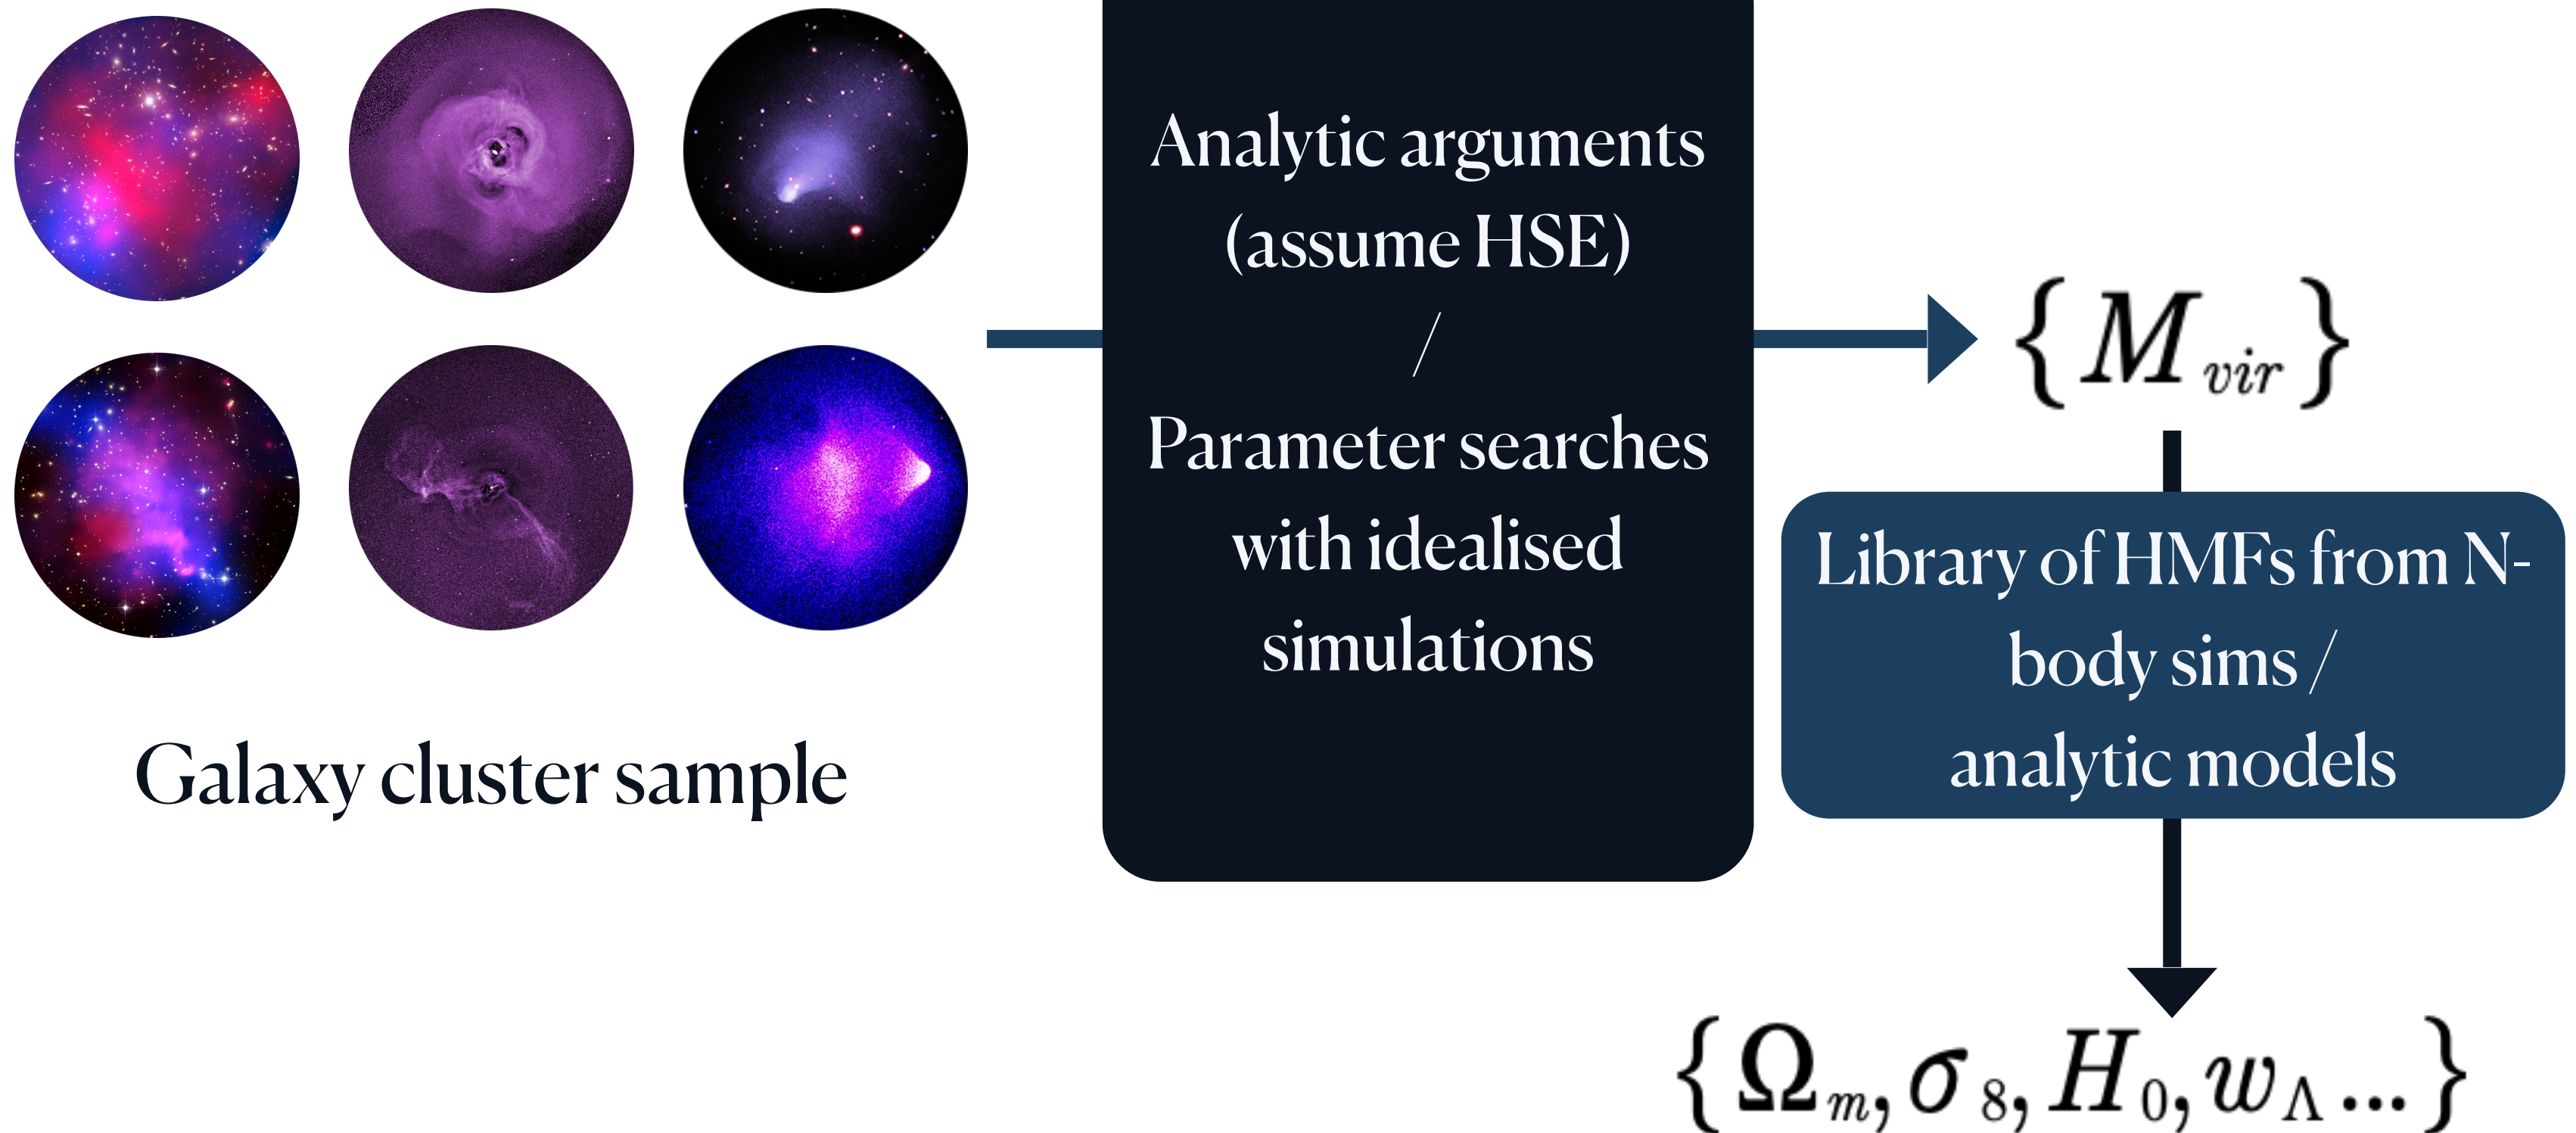 Galaxy cluster sample
Analytic arguments
(assume HSE)
/
Parameter searches
with idealised
simulations
{M_vir}
Library of HMFs from N-
body sims /
analytic models
{Ω_m, σ_8, H_0, w_Λ ...}